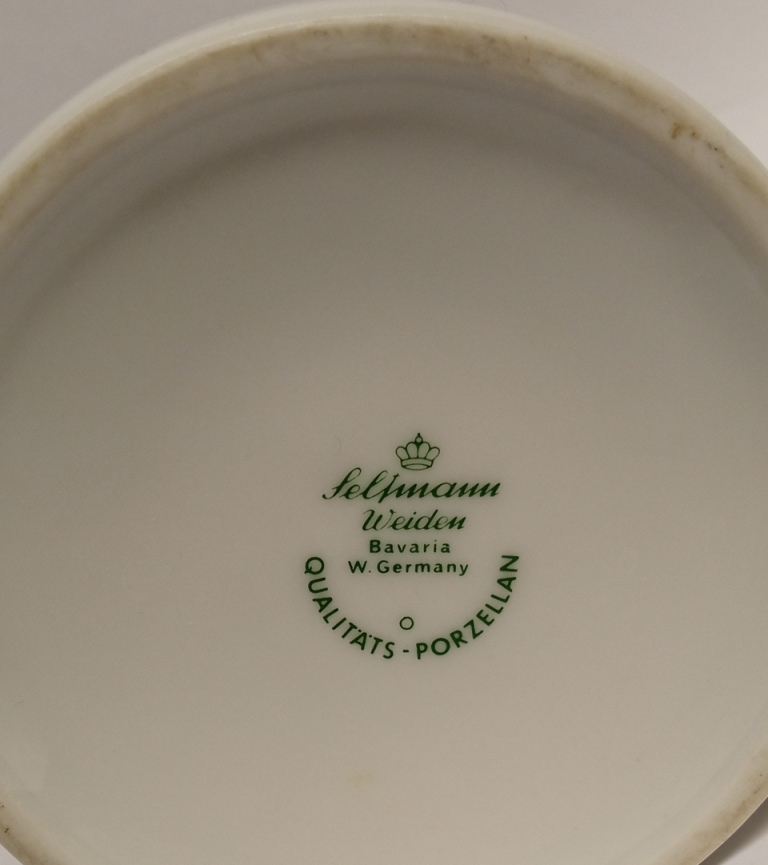 Seltmann
Weiden
Bavaria
W. Germany
QUALITÄTS - PORZELLAN